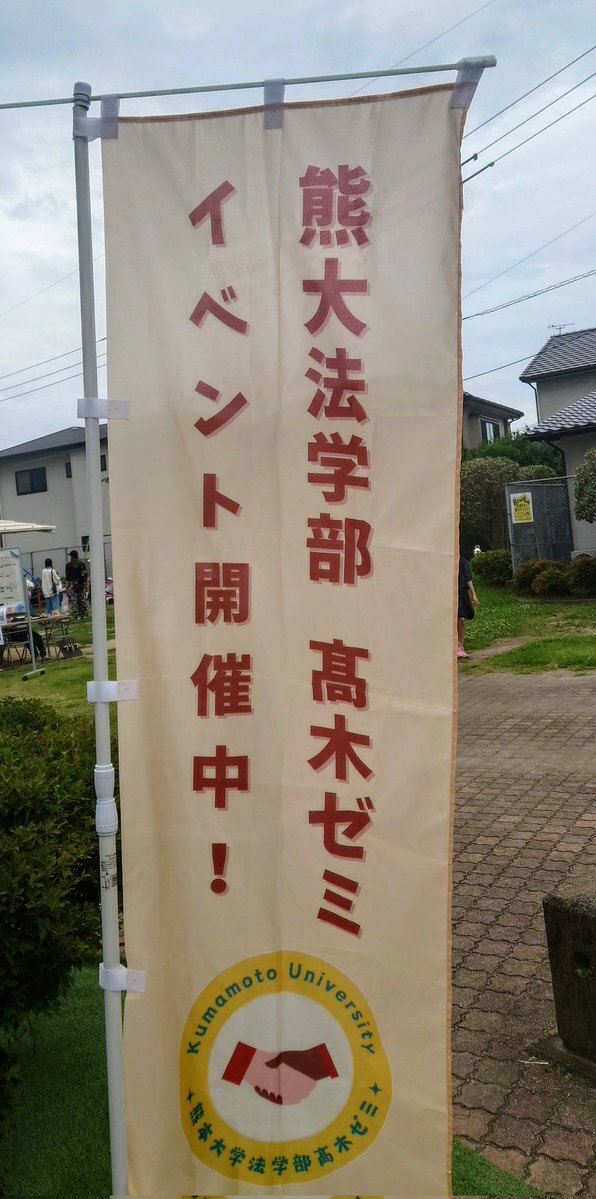 熊大法学部 髙木ゼミ
イベント開催中！
Kumamoto University
熊本大学法学部髙木ゼミ